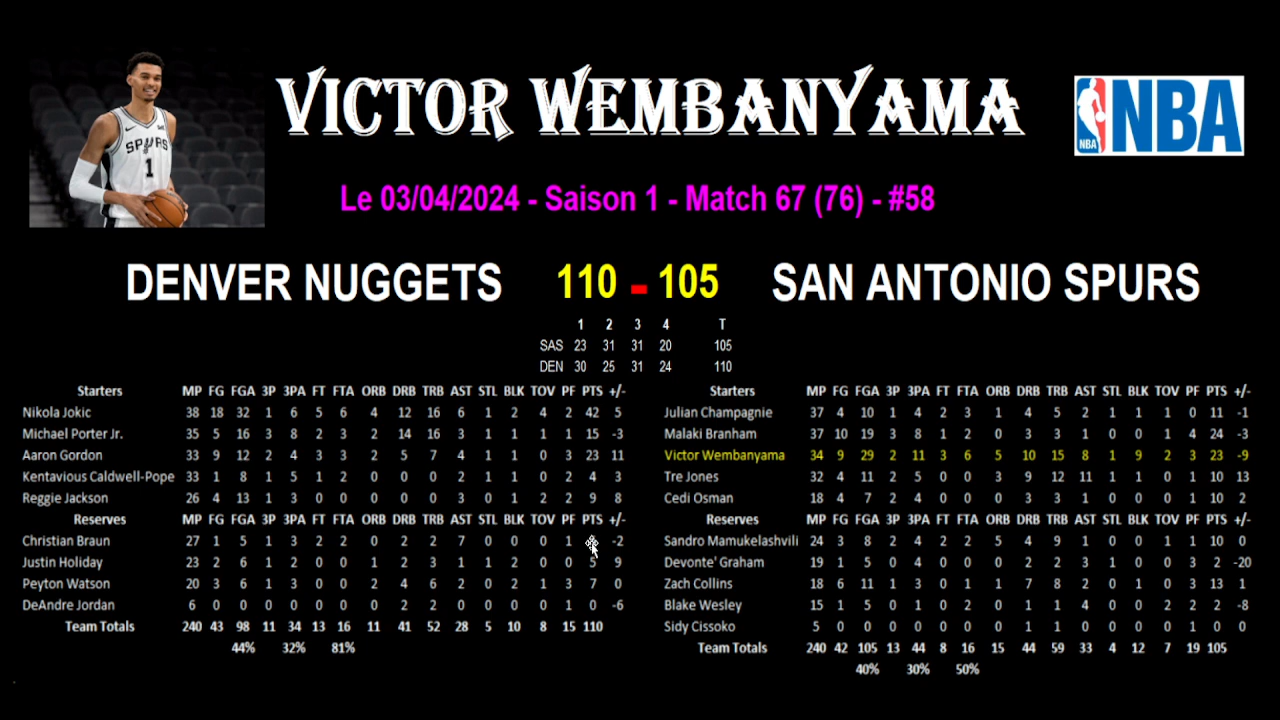 VICTOR WEMBANYAMA
SPURS
1
NBA
NBA
Le 03/04/2024 - Saison 1 - Match 67 (76) - #58
DENVER NUGGETS 110 - 105 SAN ANTONIO SPURS
1 2 3 4 T
SAS 23 31 31 20 105
DEN 30 25 31 24 110
Starters MP FG FGA 3P 3PA FT FTA ORB DRB TRB AST STL BLK TOV PF PTS +/-
Nikola Jokic 38 18 32 1 6 5 6 4 12 16 6 1 2 4 2 42 5
Michael Porter Jr. 35 5 16 3 8 2 3 2 14 16 3 1 1 1 1 15 -3
Aaron Gordon 33 9 12 2 4 3 3 2 5 7 4 1 1 0 3 23 11
Kentavious Caldwell-Pope 33 1 8 1 5 1 2 0 0 0 2 1 1 0 2 4 3
Reggie Jackson 26 4 13 1 3 0 0 0 3 3 3 0 1 2 2 9 8
Reserves MP FG FGA 3P 3PA FT FTA ORB DRB TRB AST STL BLK TOV PF PTS +/-
Christian Braun 27 1 5 1 3 2 2 0 2 2 7 0 0 0 1 -2
Justin Holiday 23 2 6 1 2 0 0 1 2 3 1 1 2 0 0 5 9
Peyton Watson 20 3 6 1 3 0 0 2 4 6 2 0 2 1 3 7 0
DeAndre Jordan 6 0 0 0 0 0 0 0 2 2 0 0 0 0 1 0 -6
Team Totals 240 43 98 11 34 13 16 11 41 52 28 5 10 8 15 110
44% 32% 81%
Starters MP FG FGA 3P 3PA FT FTA ORB DRB TRB AST STL BLK TOV PF PTS +/-
Julian Champagnie 37 4 10 1 4 2 3 1 4 5 2 1 1 1 0 11 -1
Malaki Branham 37 10 19 3 8 1 2 0 3 3 1 0 0 1 4 24 -3
Victor Wembanyama 34 9 29 2 11 3 6 5 10 15 8 1 9 2 3 23 -9
Tre Jones 32 4 11 2 5 0 0 3 9 12 11 1 1 0 1 10 13
Cedi Osman 18 4 7 2 4 0 0 0 3 3 3 1 0 0 1 10 2
Reserves MP FG FGA 3P 3PA FT FTA ORB DRB TRB AST STL BLK TOV PF PTS +/-
Sandro Mamukelashvili 24 3 8 2 4 2 2 5 4 9 1 0 0 1 1 10 0
Devonte' Graham 19 1 5 0 4 0 0 0 2 2 3 1 0 0 3 2 -20
Zach Collins 18 6 11 1 3 0 1 1 7 8 2 0 1 0 3 13 1
Blake Wesley 15 1 5 0 1 0 2 0 1 1 4 0 0 2 2 2 -8
Sidy Cissoko 5 0 0 0 0 0 0 0 1 1 0 0 0 0 1 0 0
Team Totals 240 42 105 13 44 8 16 15 44 59 33 4 12 7 19 105
40% 30% 50%